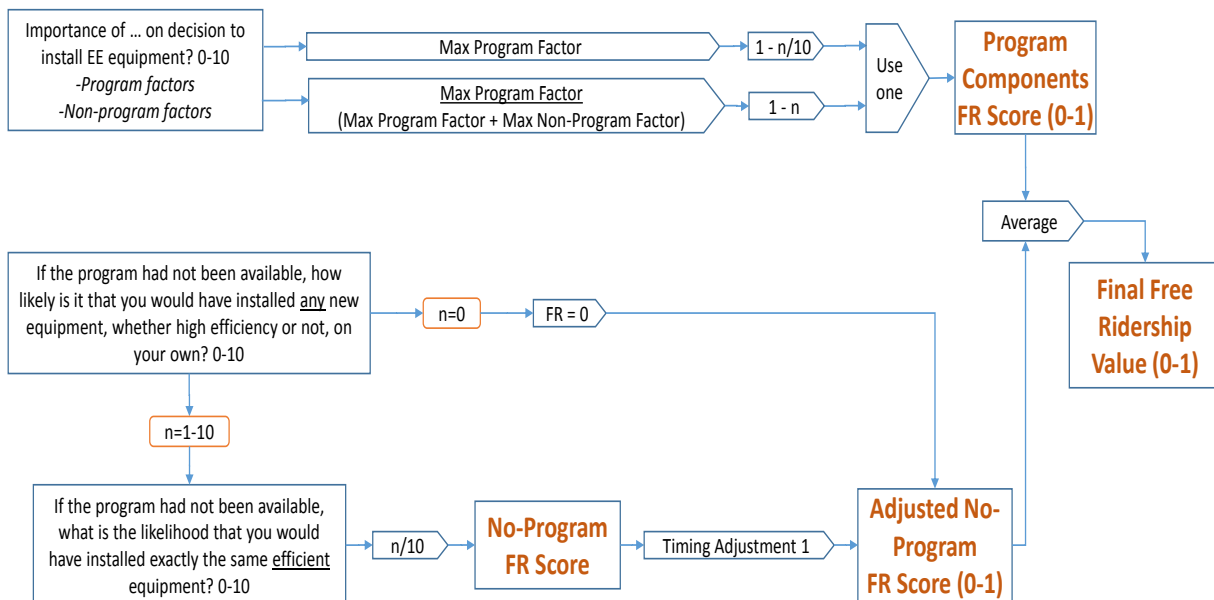 Importance of … on decision to
install EE equipment? 0-10
-Program factors
-Non-program factors
Max Program Factor
1 - n/10
Max Program Factor
(Max Program Factor + Max Non-Program Factor)
1 - n
Use
one
Program
Components
FR Score (0-1)
Average
Final Free
Ridership
Value (0-1)
If the program had not been available, how
likely is it that you would have installed any new
equipment, whether high efficiency or not, on
your own? 0-10
n=0
FR = 0
n=1-10
If the program had not been available,
what is the likelihood that you would
have installed exactly the same efficient
equipment? 0-10
n/10
No-Program
FR Score
Timing Adjustment 1
Adjusted No-
Program
FR Score (0-1)